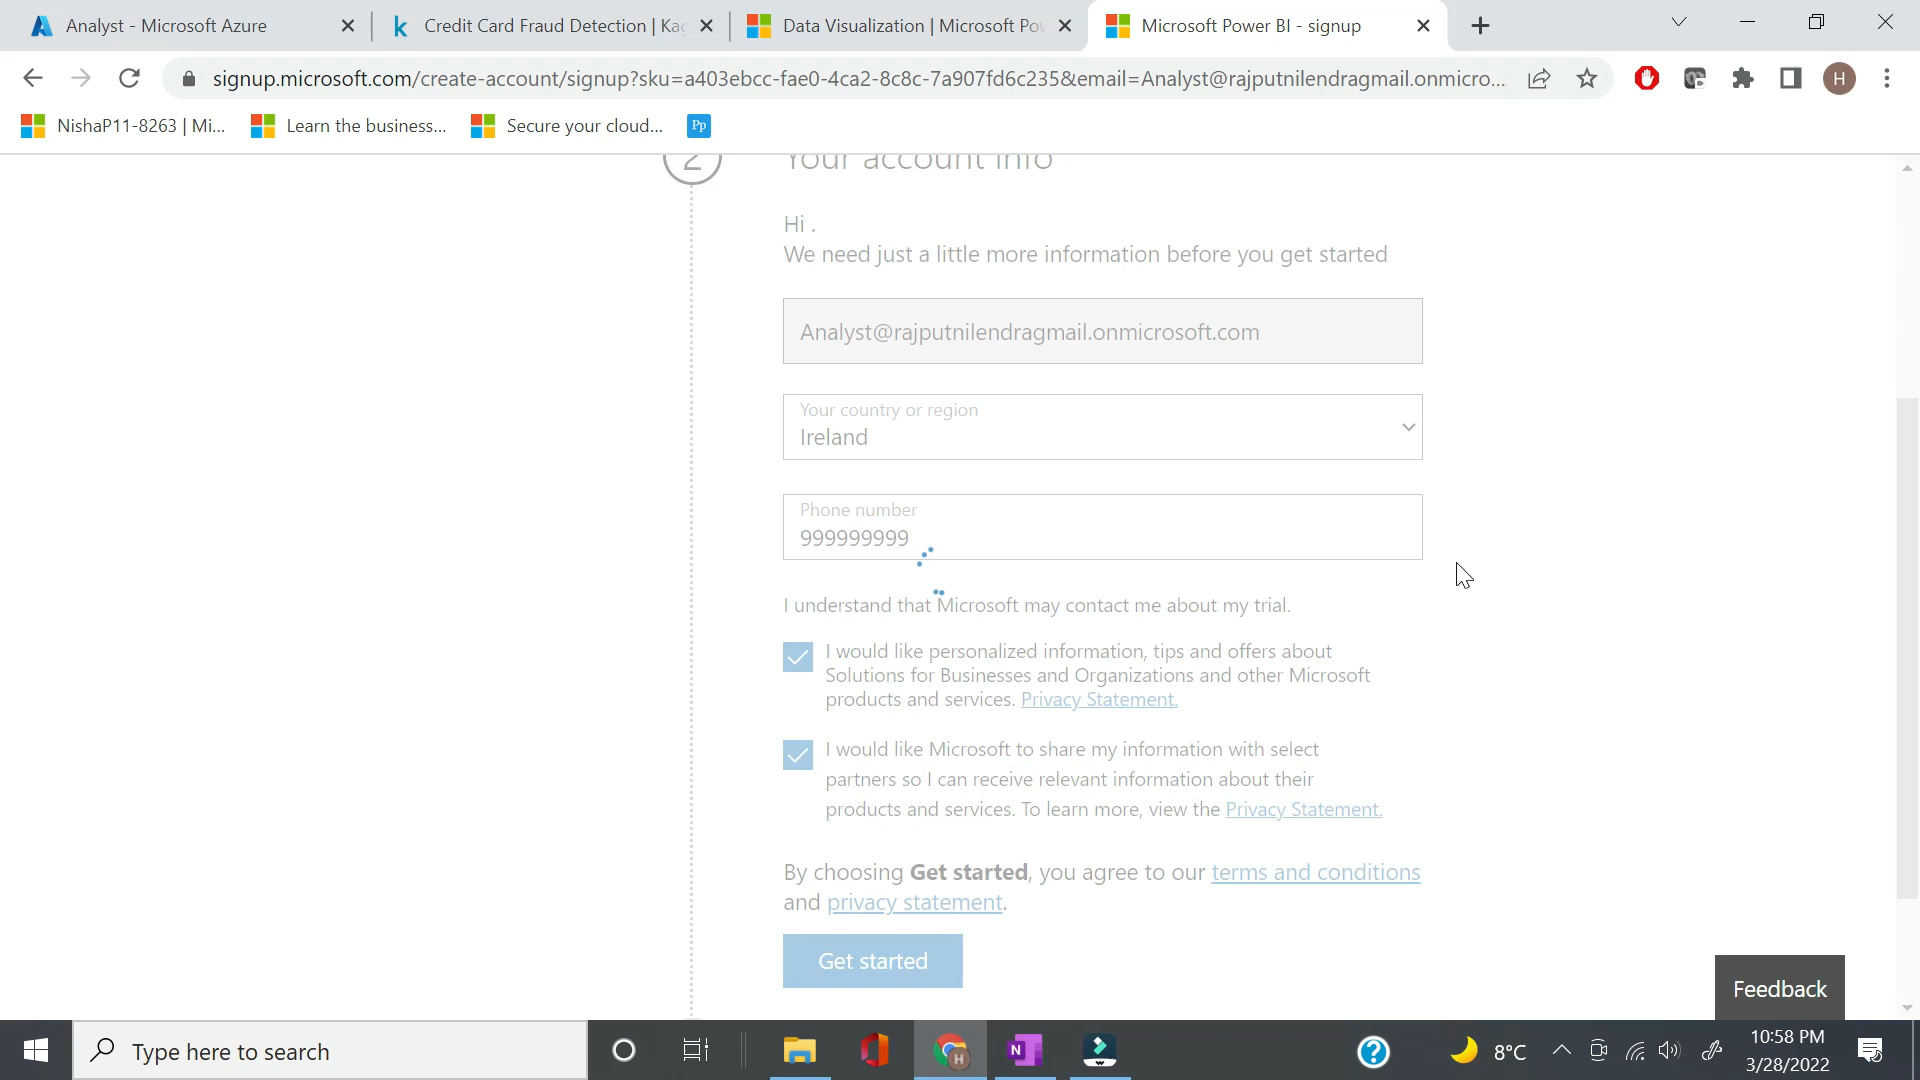 Analyst - Microsoft Azure
Credit Card Fraud Detection | Kag
Data Visualization | Microsoft Pow
Microsoft Power BI - signup
signup.microsoft.com/create-account/signup?sku=a403ebcc-fae0-4ca2-8c8c-7a907fd6c235&email=Analyst@rajputnilendragmail.onmicro...
H
NishaP11-8263 | Mi...
Learn the business...
Secure your cloud...
Pp
2
Your account info
Hi .
We need just a little more information before you get started
Analyst@rajputnilendragmail.onmicrosoft.com
Your country or region
Ireland
Phone number
999999999
I understand that Microsoft may contact me about my trial.
I would like personalized information, tips and offers about
Solutions for Businesses and Organizations and other Microsoft
products and services. Privacy Statement.
I would like Microsoft to share my information with select
partners so I can receive relevant information about their
products and services. To learn more, view the Privacy Statement.
By choosing Get started, you agree to our terms and conditions
and privacy statement.
Get started
Feedback
Type here to search
H
N
?
8°C
10:58 PM
3/28/2022